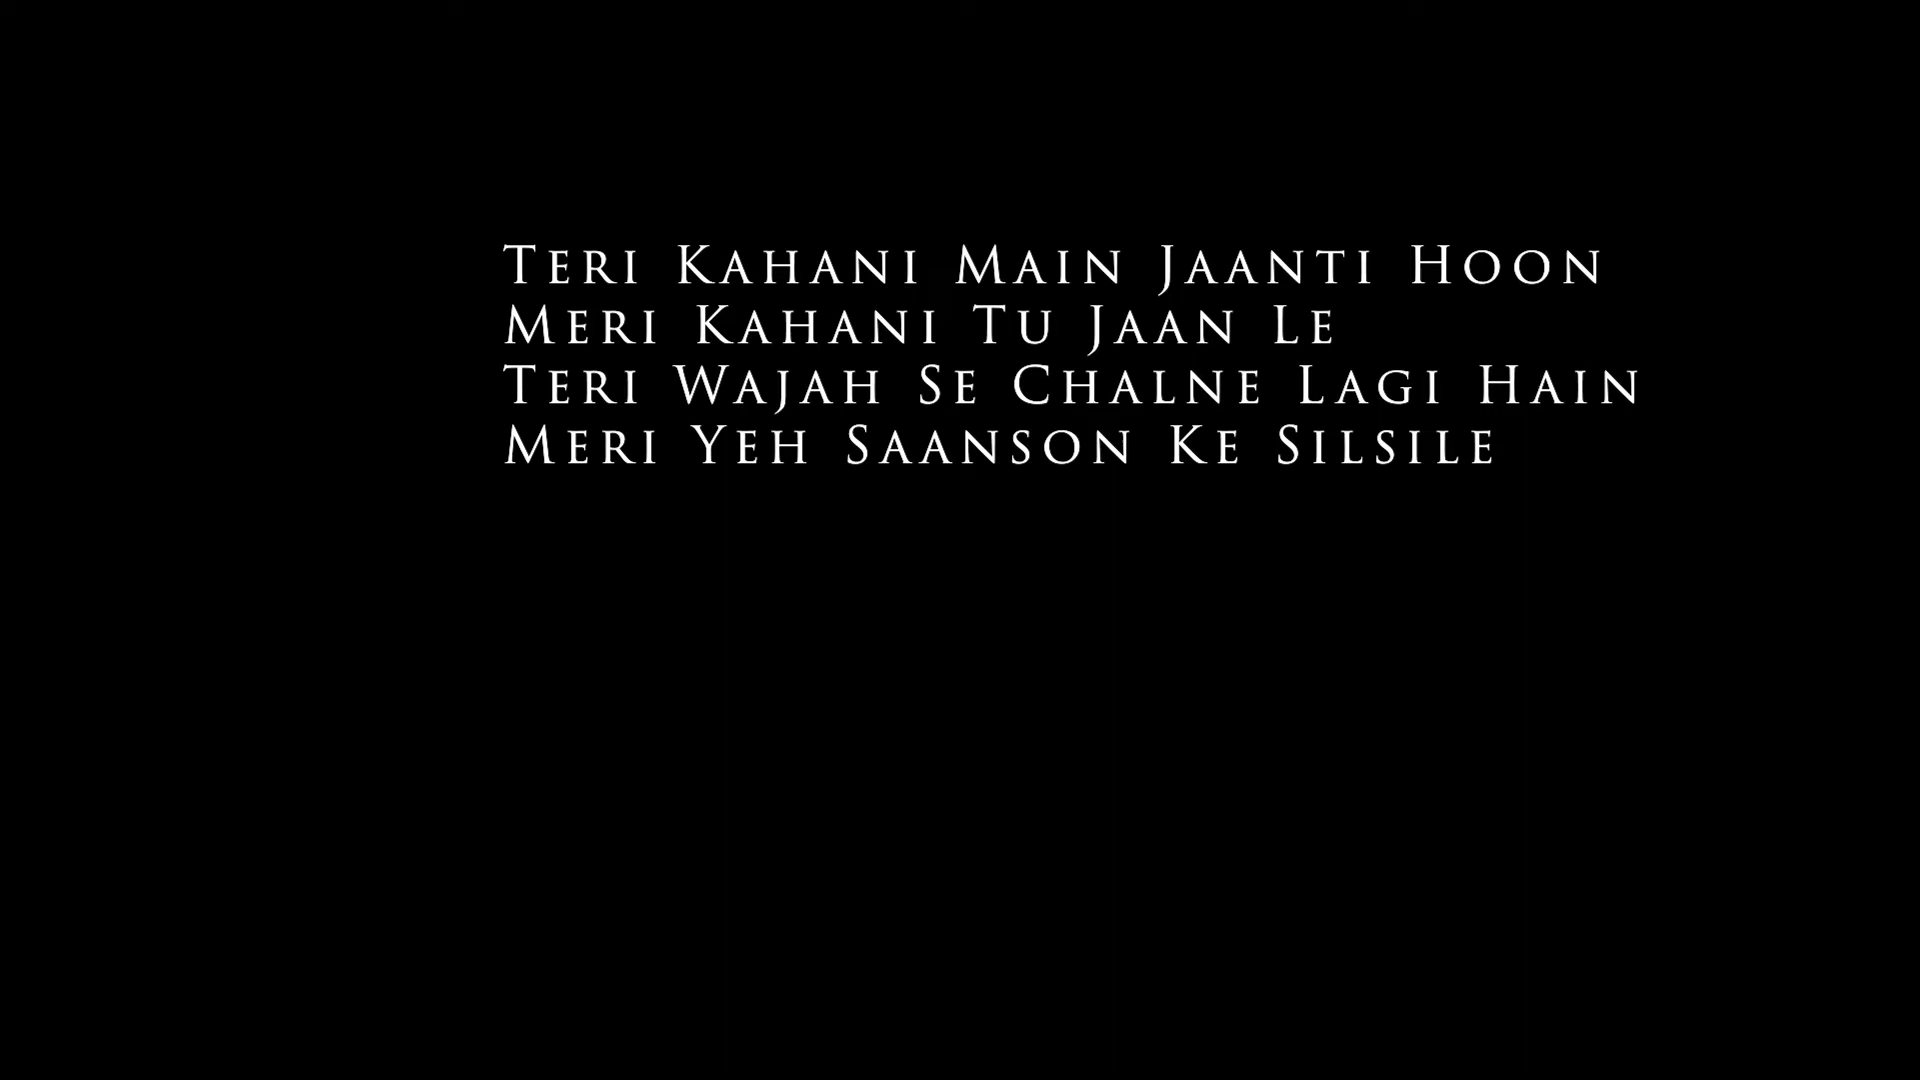 Teri Kahani Main Jaanti Hoon
Meri Kahani Tu Jaan Le
Teri Wajah Se Chalne Lagi Hain
Meri Yeh Saanson Ke Silsile